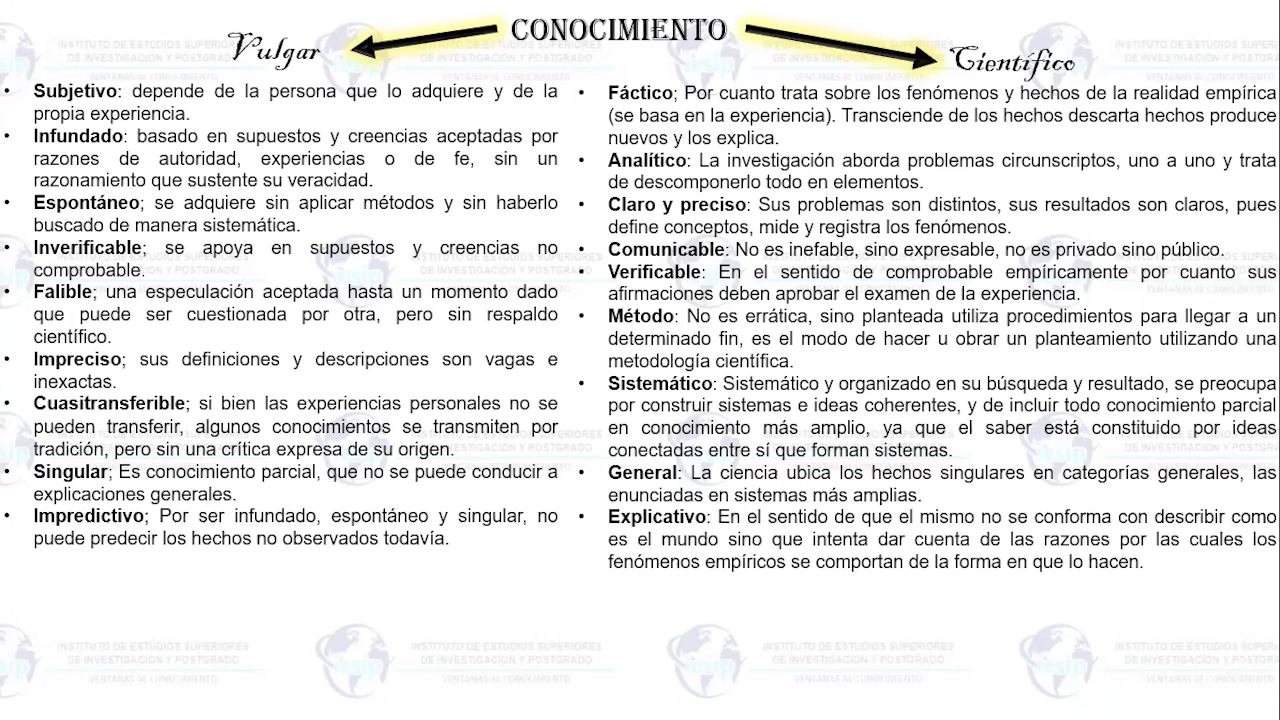 CONOCIMIENTO
Vulgar
Científico
• Subjetivo: depende de la persona que lo adquiere y de la
propia experiencia.
• Infundado: basado en supuestos y creencias aceptadas por
razones de autoridad, experiencias o de fe, sin un
razonamiento que sustente su veracidad.
• Espontáneo; se adquiere sin aplicar métodos y sin haberlo
buscado de manera sistemática.
• Inverificable; se apoya en supuestos y creencias no
comprobable.
• Falible; una especulación aceptada hasta un momento dado
que puede ser cuestionada por otra, pero sin respaldo
científico.
• Impreciso; sus definiciones y descripciones son vagas e
inexactas.
• Cuasitransferible; si bien las experiencias personales no se
pueden transferir, algunos conocimientos se transmiten por
tradición, pero sin una crítica expresa de su origen.
• Singular; Es conocimiento parcial, que no se puede conducir a
explicaciones generales.
• Impredictivo; Por ser infundado, espontáneo y singular, no
puede predecir los hechos no observados todavía.
• Fáctico; Por cuanto trata sobre los fenómenos y hechos de la realidad empírica
(se basa en la experiencia). Transciende de los hechos descarta hechos produce
nuevos y los explica.
• Analítico: La investigación aborda problemas circunscriptos, uno a uno y trata
de descomponerlo todo en elementos.
• Claro y preciso: Sus problemas son distintos, sus resultados son claros, pues
define conceptos, mide y registra los fenómenos.
• Comunicable: No es inefable, sino expresable, no es privado sino público.
• Verificable: En el sentido de comprobable empíricamente por cuanto sus
afirmaciones deben aprobar el examen de la experiencia.
• Método: No es errática, sino planteada utiliza procedimientos para llegar a un
determinado fin, es el modo de hacer u obrar un planteamiento utilizando una
metodología científica.
• Sistemático: Sistemático y organizado en su búsqueda y resultado, se preocupa
por construir sistemas e ideas coherentes, y de incluir todo conocimiento parcial
en conocimiento más amplio, ya que el saber está constituido por ideas
conectadas entre sí que forman sistemas.
• General: La ciencia ubica los hechos singulares en categorías generales, las
enunciadas en sistemas más amplias.
• Explicativo: En el sentido de que el mismo no se conforma con describir como
es el mundo sino que intenta dar cuenta de las razones por las cuales los
fenómenos empíricos se comportan de la forma en que lo hacen.
INSTITUTO DE ESTUDIOS SUPERIORES
DE INVESTIGACIÓN Y POSTGRADO
VENTANAS AL CONOCIMIENTO